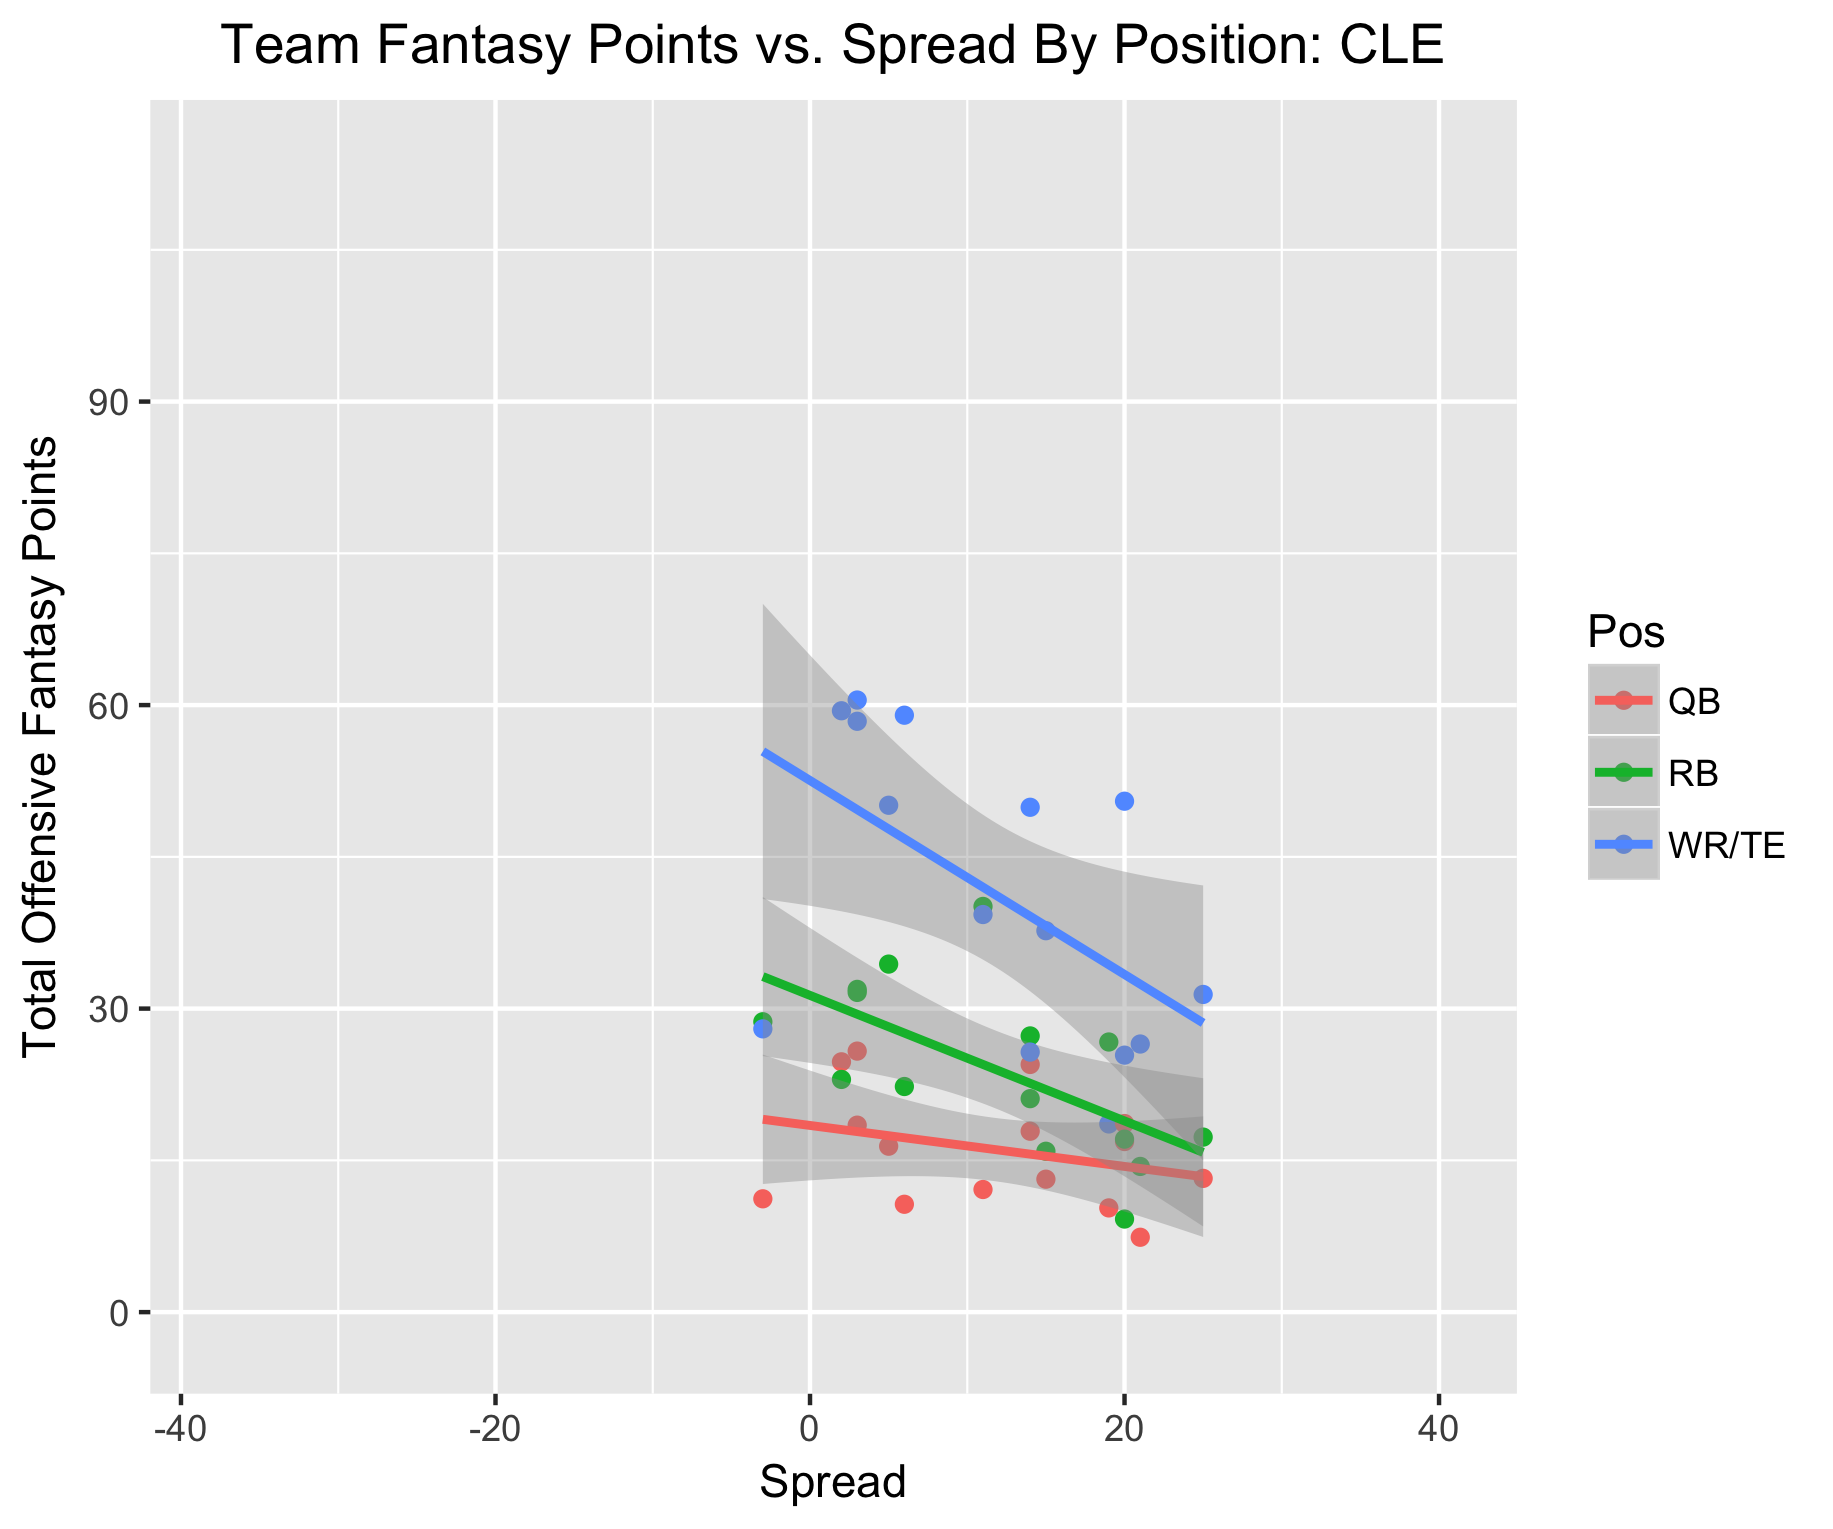 Team Fantasy Points vs. Spread By Position: CLE
Total Offensive Fantasy Points
90
60
30
0
-40
-20
0
20
40
Spread
Pos
QB
RB
WR/TE